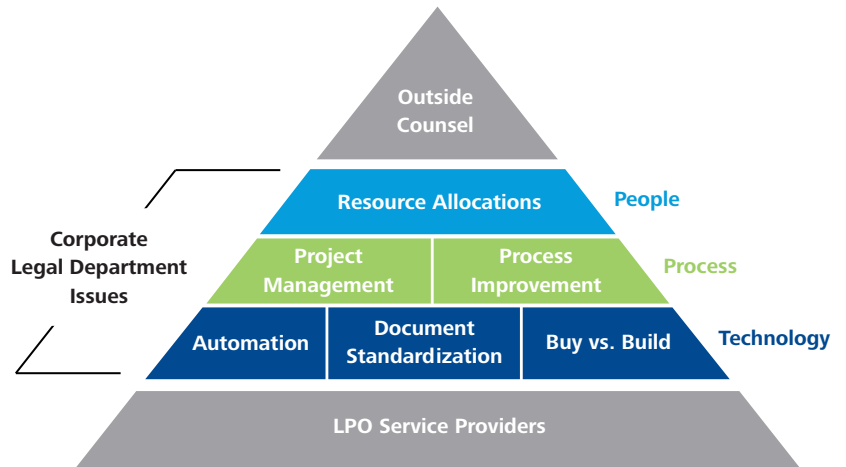 Outside
Counsel
Resource Allocations
People
Corporate
Legal Department
Issues
Project
Management
Process
Improvement
Process
Automation
Document
Standardization
Buy vs. Build
Technology
LPO Service Providers